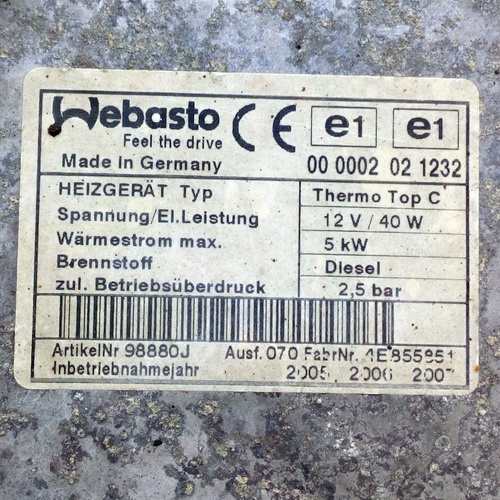 Webasto CE e1 e1
Feel the drive
Made in Germany 00 0002 02 1232
HEIZGERÄT Typ Thermo Top C
Spannung/El.Leistung 12 V / 40 W
Wärmestrom max. 5 kW
Brennstoff Diesel
zul. Betriebsüberdruck 2,5 bar
ArtikelNr 98880J Ausf. 070 FabrNr.
Inbetriebnahmejahr 2005 2006 2007